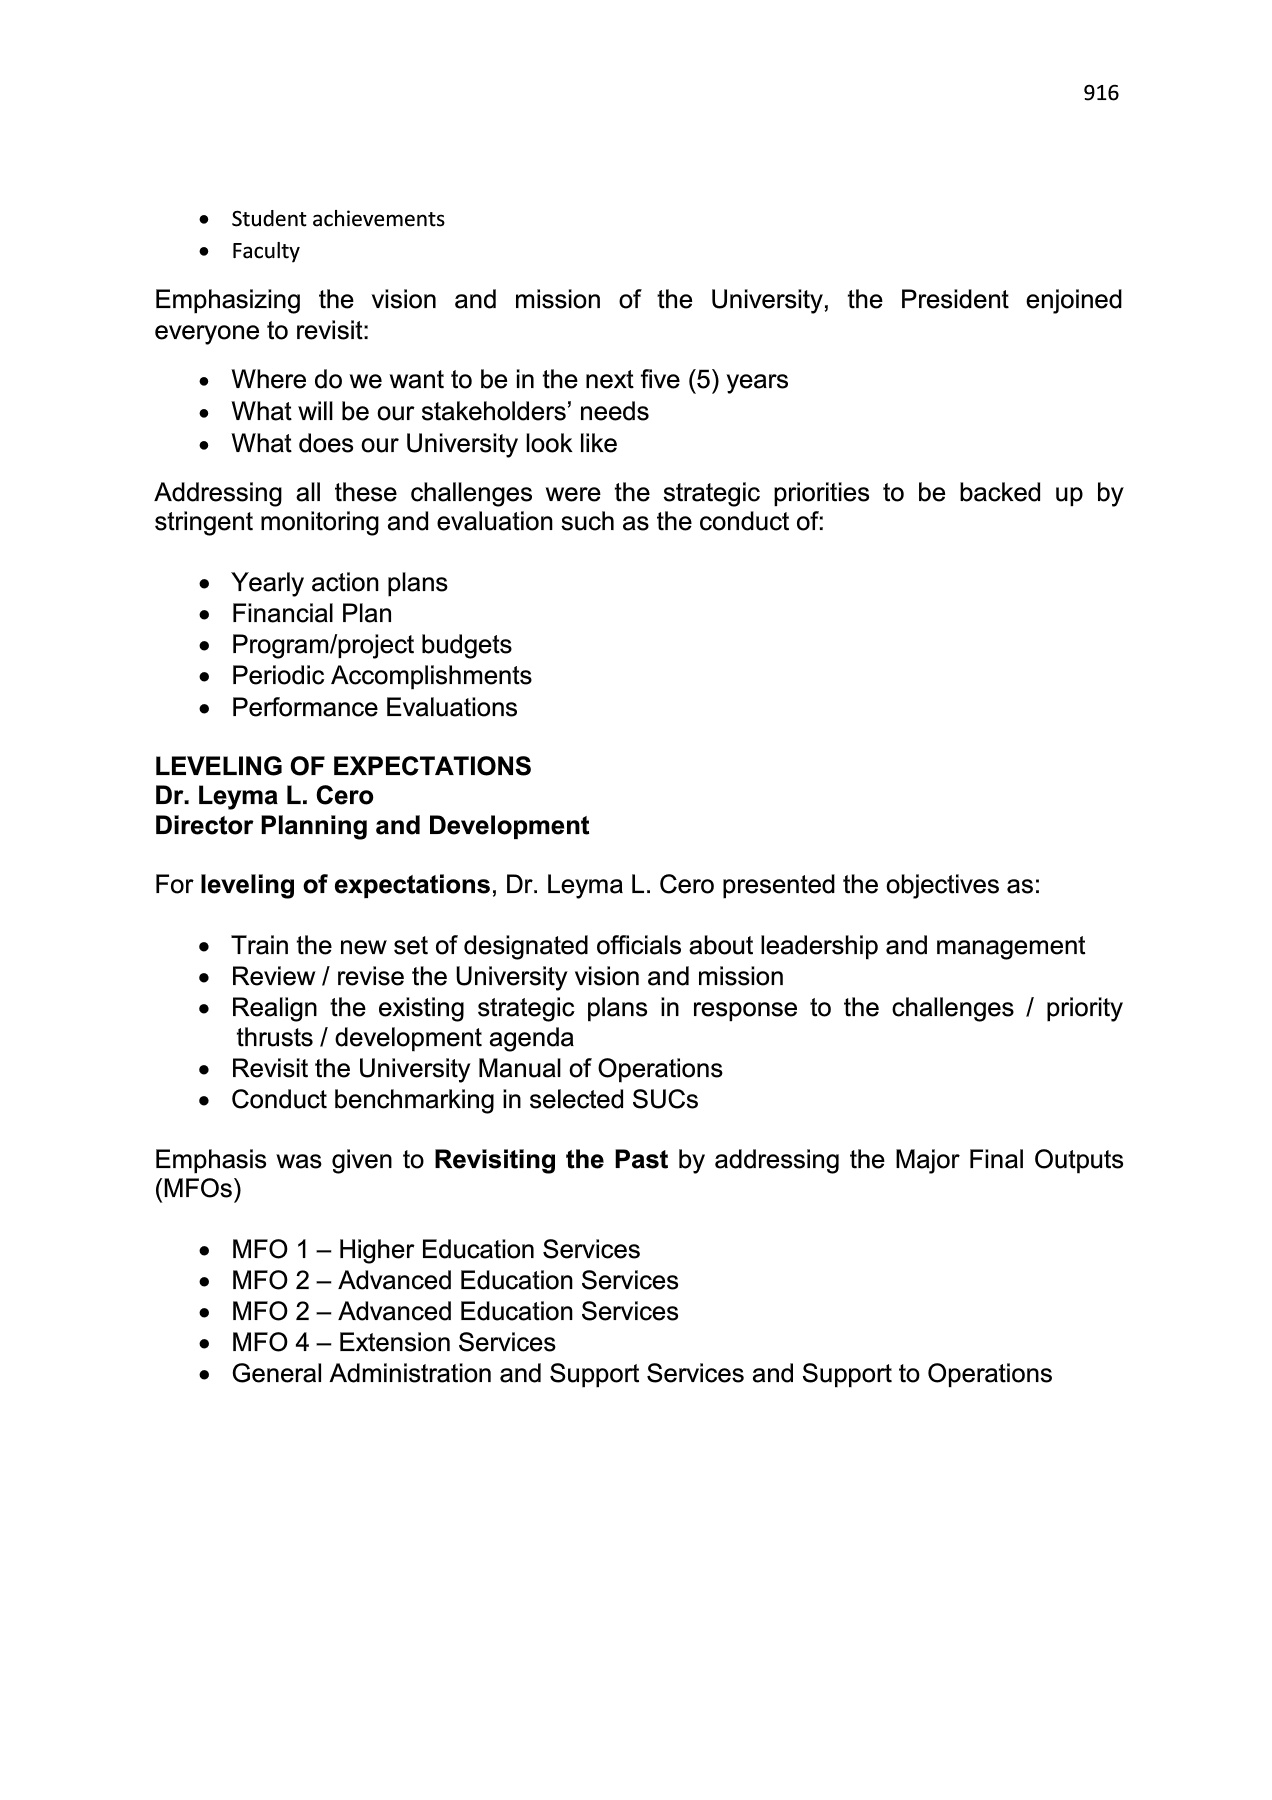 916
• Student achievements
• Faculty
Emphasizing the vision and mission of the University, the President enjoined
everyone to revisit:
• Where do we want to be in the next five (5) years
• What will be our stakeholders’ needs
• What does our University look like
Addressing all these challenges were the strategic priorities to be backed up by
stringent monitoring and evaluation such as the conduct of:
• Yearly action plans
• Financial Plan
• Program/project budgets
• Periodic Accomplishments
• Performance Evaluations
LEVELING OF EXPECTATIONS
Dr. Leyma L. Cero
Director Planning and Development
For leveling of expectations, Dr. Leyma L. Cero presented the objectives as:
• Train the new set of designated officials about leadership and management
• Review / revise the University vision and mission
• Realign the existing strategic plans in response to the challenges / priority
thrusts / development agenda
• Revisit the University Manual of Operations
• Conduct benchmarking in selected SUCs
Emphasis was given to Revisiting the Past by addressing the Major Final Outputs
(MFOs)
• MFO 1 – Higher Education Services
• MFO 2 – Advanced Education Services
• MFO 2 – Advanced Education Services
• MFO 4 – Extension Services
• General Administration and Support Services and Support to Operations